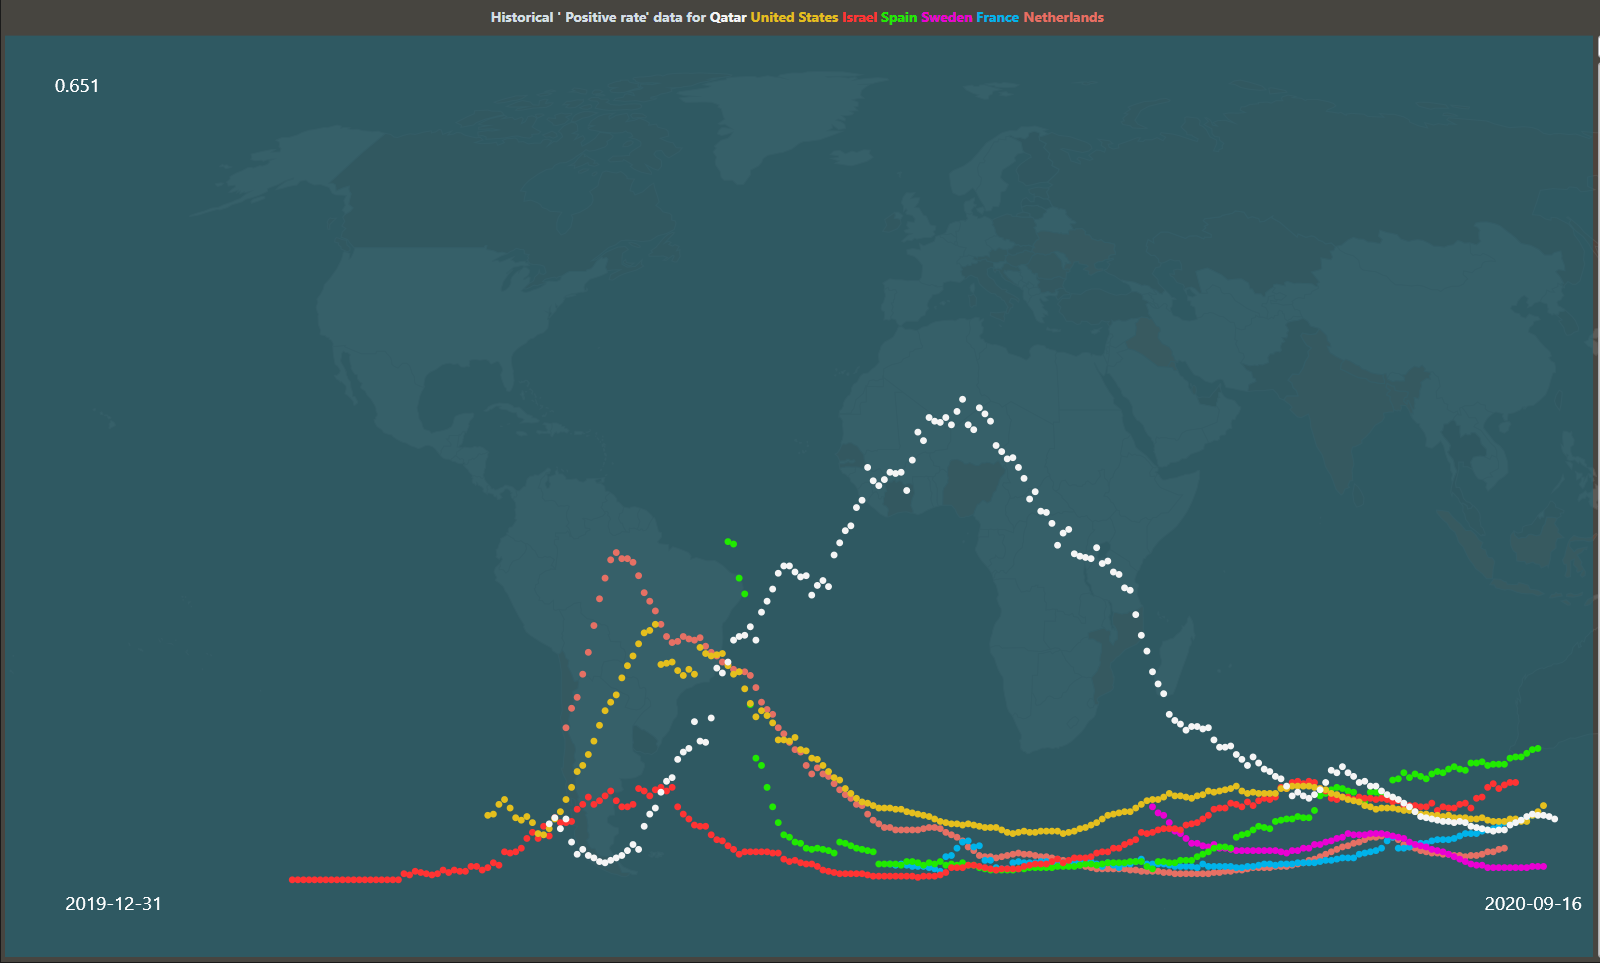 Historical ' Positive rate' data for Qatar United States Israel Spain Sweden France Netherlands
0.651
2019-12-31
2020-09-16